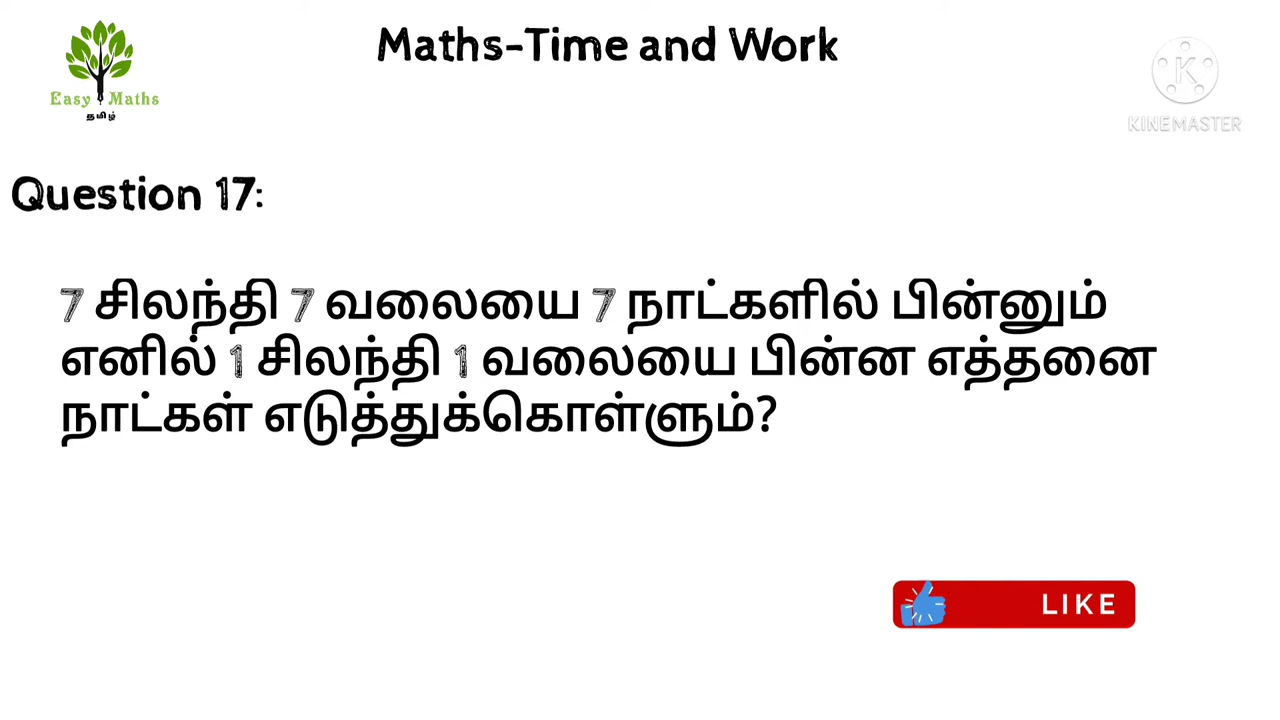 Maths-Time and Work
Easy Maths
தமிழ்
K
KINEMASTER
Question 17:
7 சிலந்தி 7 வலையை 7 நாட்களில் பின்னும்
எனில் 1 சிலந்தி 1 வலையை பின்ன எத்தனை
நாட்கள் எடுத்துக்கொள்ளும்?
LIKE